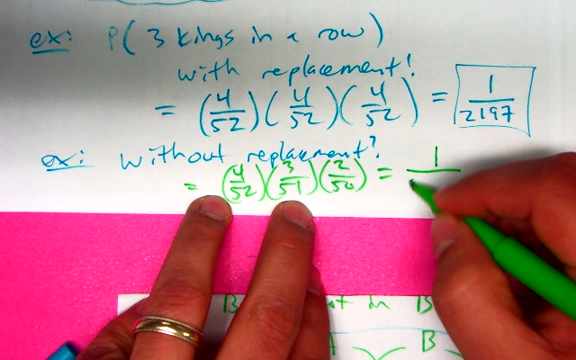 ex: P( 3 kings in a row)
with replacement!
= (4/52)(4/52)(4/52) = 1/2197
ex: without replacement?
= (4/52)(3/51)(2/50) = 1/
B
in B
B